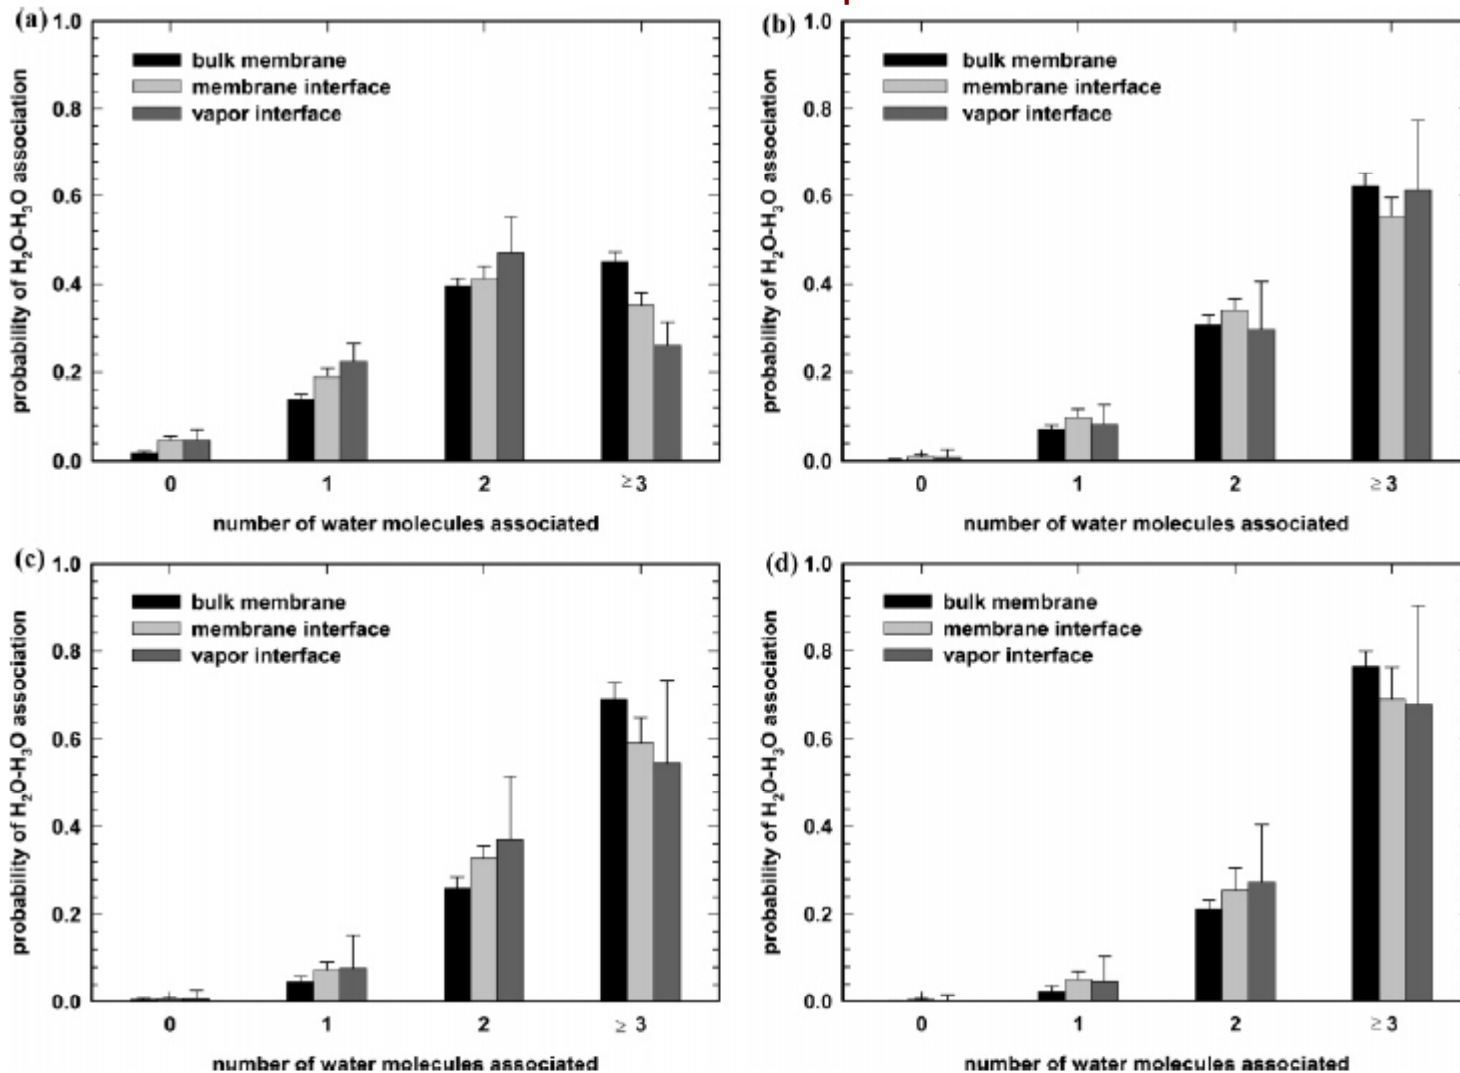 (a)
1.0
0.8
0.6
0.4
0.2
0.0
probability of H₂O-H₃O association
bulk membrane
membrane interface
vapor interface
0 1 2 ≥3
number of water molecules associated
(b)
1.0
0.8
0.6
0.4
0.2
0.0
probability of H₂O-H₃O association
bulk membrane
membrane interface
vapor interface
0 1 2 ≥3
number of water molecules associated
(c)
1.0
0.8
0.6
0.4
0.2
0.0
probability of H₂O-H₃O association
bulk membrane
membrane interface
vapor interface
0 1 2 ≥ 3
number of water molecules associated
(d)
1.0
0.8
0.6
0.4
0.2
0.0
probability of H₂O-H₃O association
bulk membrane
membrane interface
vapor interface
0 1 2 ≥3
number of water molecules associated